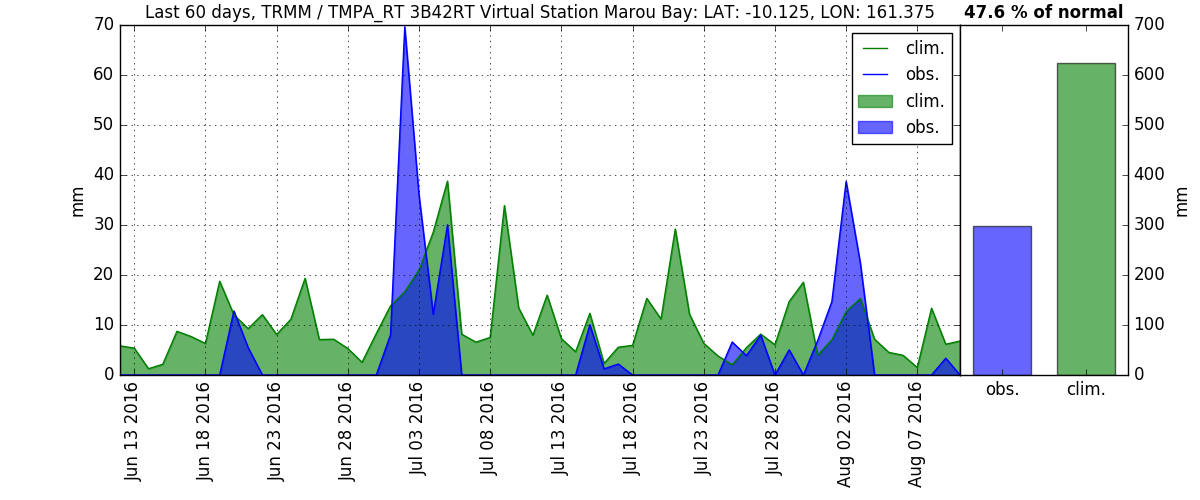 Last 60 days, TRMM / TMPA_RT 3B42RT Virtual Station Marou Bay: LAT: -10.125, LON: 161.375
47.6 % of normal
70
60
50
40
30
20
10
0
mm
clim.
obs.
clim.
obs.
Jun 13 2016
Jun 18 2016
Jun 23 2016
Jun 28 2016
Jul 03 2016
Jul 08 2016
Jul 13 2016
Jul 18 2016
Jul 23 2016
Jul 28 2016
Aug 02 2016
Aug 07 2016
700
600
500
400
300
200
100
0
mm
obs.
clim.